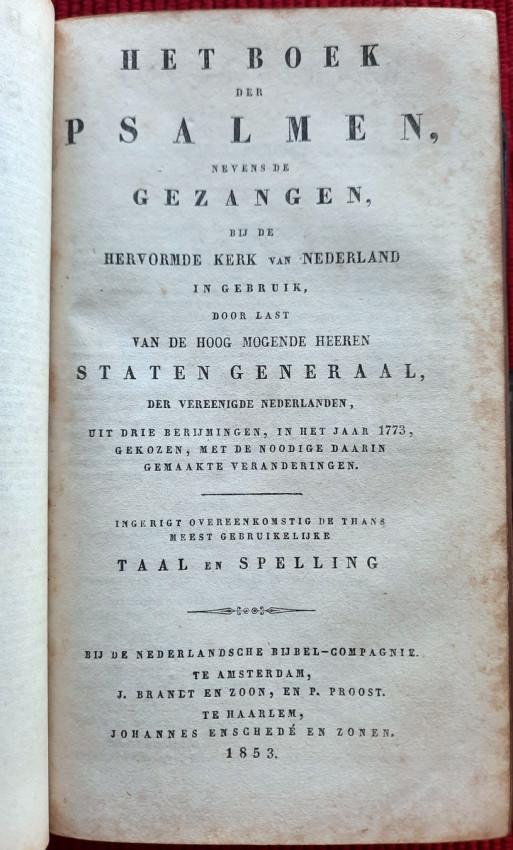 HET BOEK
DER
PSALMEN,
NEVENS DE
GEZANGEN,
BIJ DE
HERVORMDE KERK VAN NEDERLAND
IN GEBRUIK,
DOOR LAST
VAN DE HOOG MOGENDE HEEREN
STATEN GENERAAL,
DER VEREENIGDE NEDERLANDEN,
UIT DRIE BERIJMINGEN, IN HET JAAR 1773,
GEKOZEN, MET DE NOODIGE DAARIN
GEMAAKTE VERANDERINGEN.
INGERIGT OVEREENKOMSTIG DE THANS
MEEST GEBRUIKELIJKE
TAAL EN SPELLING
BIJ DE NEDERLANDSCHE BIJBEL-COMPAGNIE.
TE AMSTERDAM,
J. BRANDT EN ZOON, EN P. PROOST.
TE HAARLEM,
JOHANNES ENSCHEDÉ EN ZONEN.
1853.